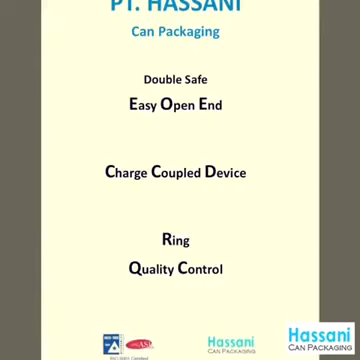 PT. HASSANI
Can Packaging
Double Safe
Easy Open End
Charge Coupled Device
Ring
Quality Control
Hassani
CAN PACKAGING
Hassani
CAN PACKAGING